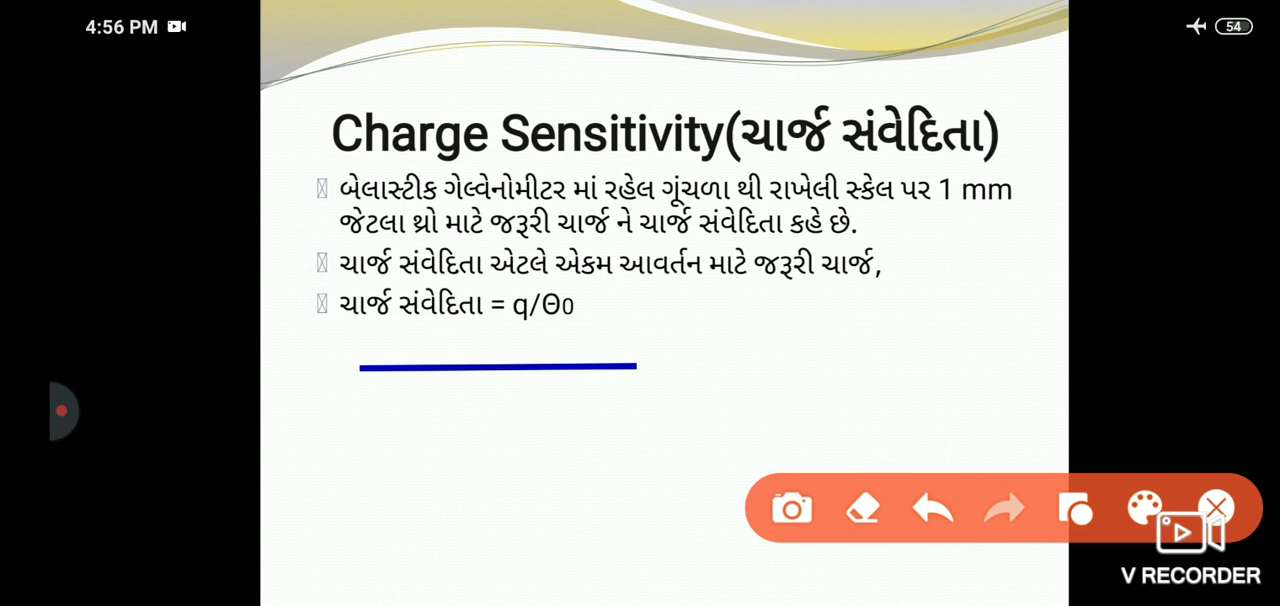 4:56 PM
54
Charge Sensitivity(ચાર્જ સંવેદિતા)
બેલાસ્ટીક ગેલ્વેનોમીટર માં રહેલ ગૂંચળા થી રાખેલી સ્કેલ પર 1 mm
જેટલા થ્રો માટે જરૂરી ચાર્જ ને ચાર્જ સંવેદિતા કહે છે.
ચાર્જ સંવેદિતા એટલે એકમ આવર્તન માટે જરૂરી ચાર્જ,
ચાર્જ સંવેદિતા = q/Θ0
V RECORDER